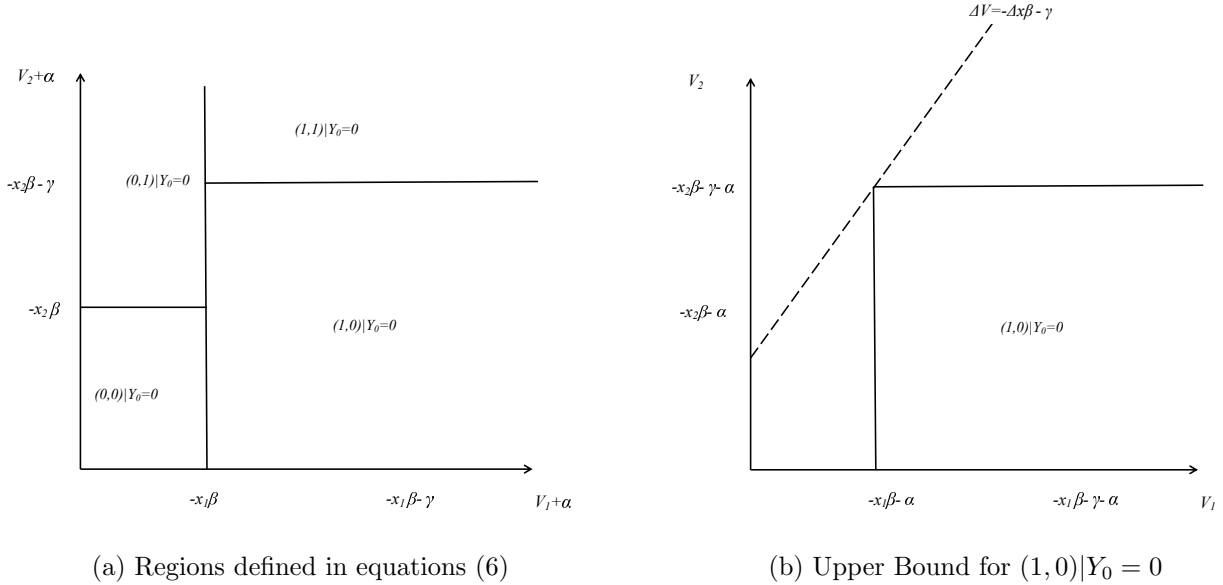 ΔV=-Δxβ - γ
V₂+α
(1,1)|Y₀=0
-x₂β - γ
(0,1)|Y₀=0
-x₂β
(1,0)|Y₀=0
(0,0)|Y₀=0
-x₁β
-x₁β- γ
V₁+α
(a) Regions defined in equations (6)
V₂
-x₂β- γ- α
-x₂β- α
(1,0)|Y₀=0
-x₁β- α
-x₁β- γ- α
V₁
(b) Upper Bound for (1, 0)|Y₀ = 0